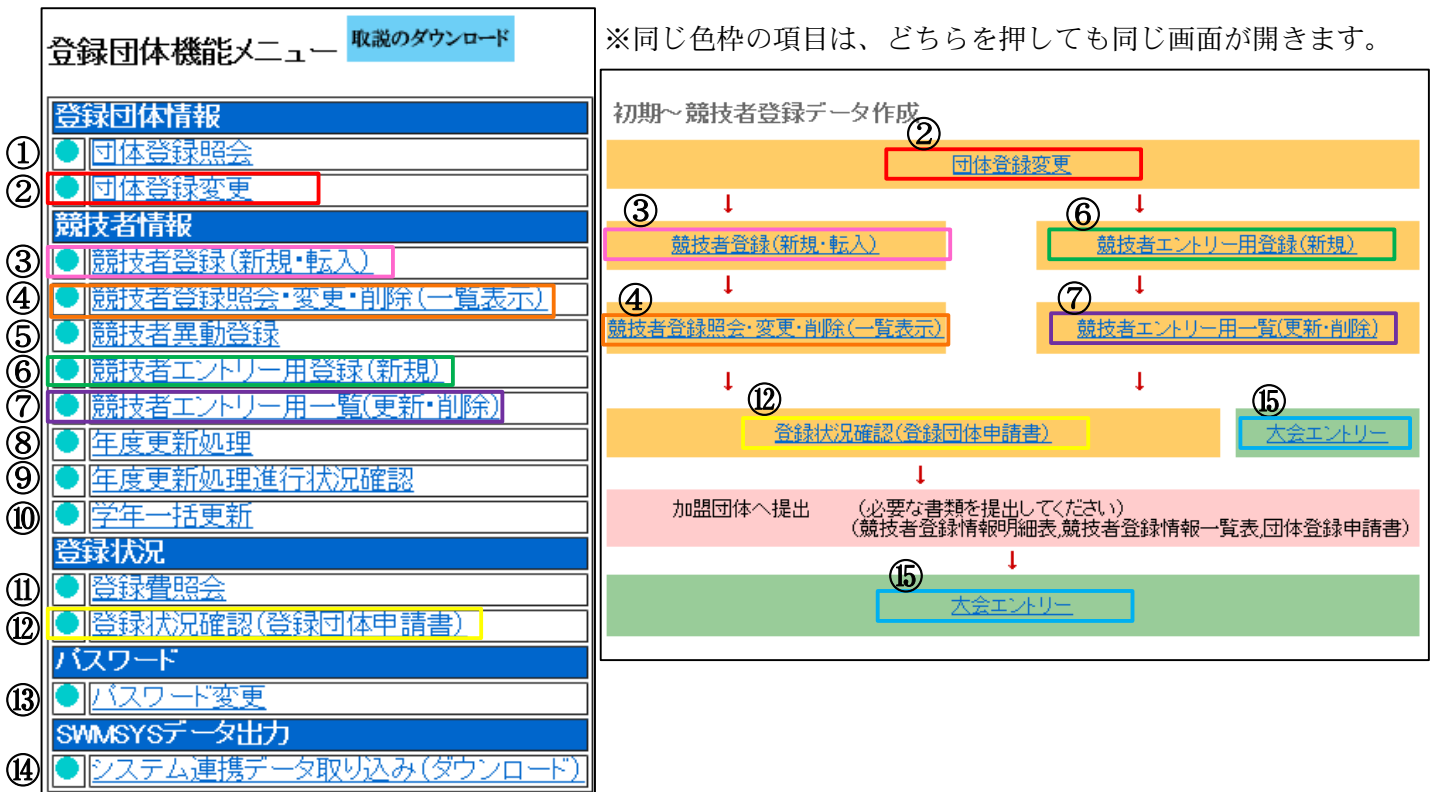 登録団体機能メニュー 取説のダウンロード
登録団体情報
① 団体登録照会
② 団体登録変更
競技者情報
③ 競技者登録(新規・転入)
④ 競技者登録照会・変更・削除(一覧表示)
⑤ 競技者異動登録
⑥ 競技者エントリー用登録(新規)
⑦ 競技者エントリー用一覧(更新・削除)
⑧ 年度更新処理
⑨ 年度更新処理進行状況確認
⑩ 学年一括更新
登録状況
⑪ 登録費照会
⑫ 登録状況確認(登録団体申請書)
パスワード
⑬ パスワード変更
SWMSYSデータ出力
⑭ システム連携データ取り込み(ダウンロード)
※同じ色枠の項目は、どちらを押しても同じ画面が開きます。
初期~競技者登録データ作成
②
団体登録変更
↓ ↓
③ ⑥
競技者登録(新規・転入) 競技者エントリー用登録(新規)
↓ ↓
④ ⑦
競技者登録照会・変更・削除(一覧表示) 競技者エントリー用一覧(更新・削除)
↓ ↓
⑫ ⑮
登録状況確認(登録団体申請書) 大会エントリー
↓
加盟団体へ提出 (必要な書類を提出してください)
(競技者登録情報明細表,競技者登録情報一覧表,団体登録申請書)
↓
⑮
大会エントリー